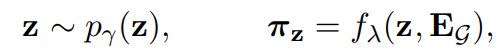 𝐳 ∼ p_γ(𝐳), 𝛑_𝐳 = f_λ(𝐳, 𝐄_𝒢),